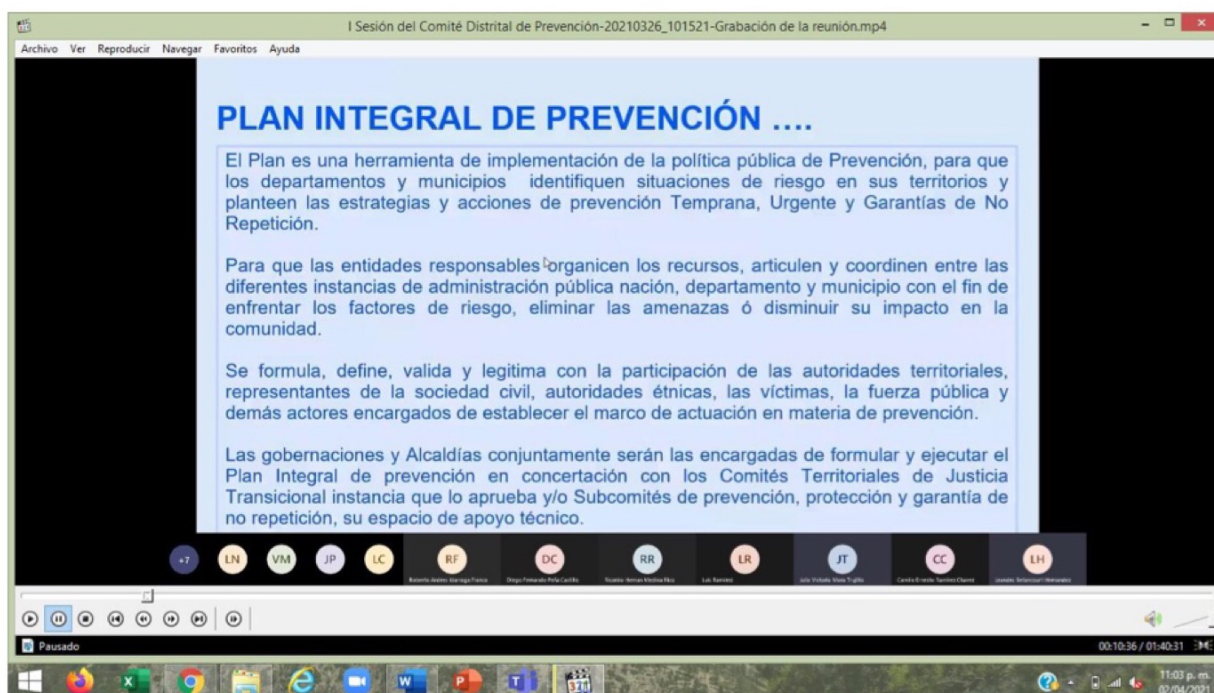 I Sesión del Comité Distrital de Prevención-20210326_101521-Grabación de la reunión.mp4
Archivo Ver Reproducir Navegar Favoritos Ayuda
PLAN INTEGRAL DE PREVENCIÓN ....
El Plan es una herramienta de implementación de la política pública de Prevención, para que
los departamentos y municipios identifiquen situaciones de riesgo en sus territorios y
planteen las estrategias y acciones de prevención Temprana, Urgente y Garantías de No
Repetición.
Para que las entidades responsables organicen los recursos, articulen y coordinen entre las
diferentes instancias de administración pública nación, departamento y municipio con el fin de
enfrentar los factores de riesgo, eliminar las amenazas ó disminuir su impacto en la
comunidad.
Se formula, define, valida y legitima con la participación de las autoridades territoriales,
representantes de la sociedad civil, autoridades étnicas, las víctimas, la fuerza pública y
demás actores encargados de establecer el marco de actuación en materia de prevención.
Las gobernaciones y Alcaldías conjuntamente serán las encargadas de formular y ejecutar el
Plan Integral de prevención en concertación con los Comités Territoriales de Justicia
Transicional instancia que lo aprueba y/o Subcomités de prevención, protección y garantía de
no repetición, su espacio de apoyo técnico.
+7 LN VM JP LC RF DC RR LR JT CC LH
Diego Fernando Peña Castillo Luis Ramirez
Pausado 00:10:36 / 01:40:31
321
11:03 p. m.
02/04/2021